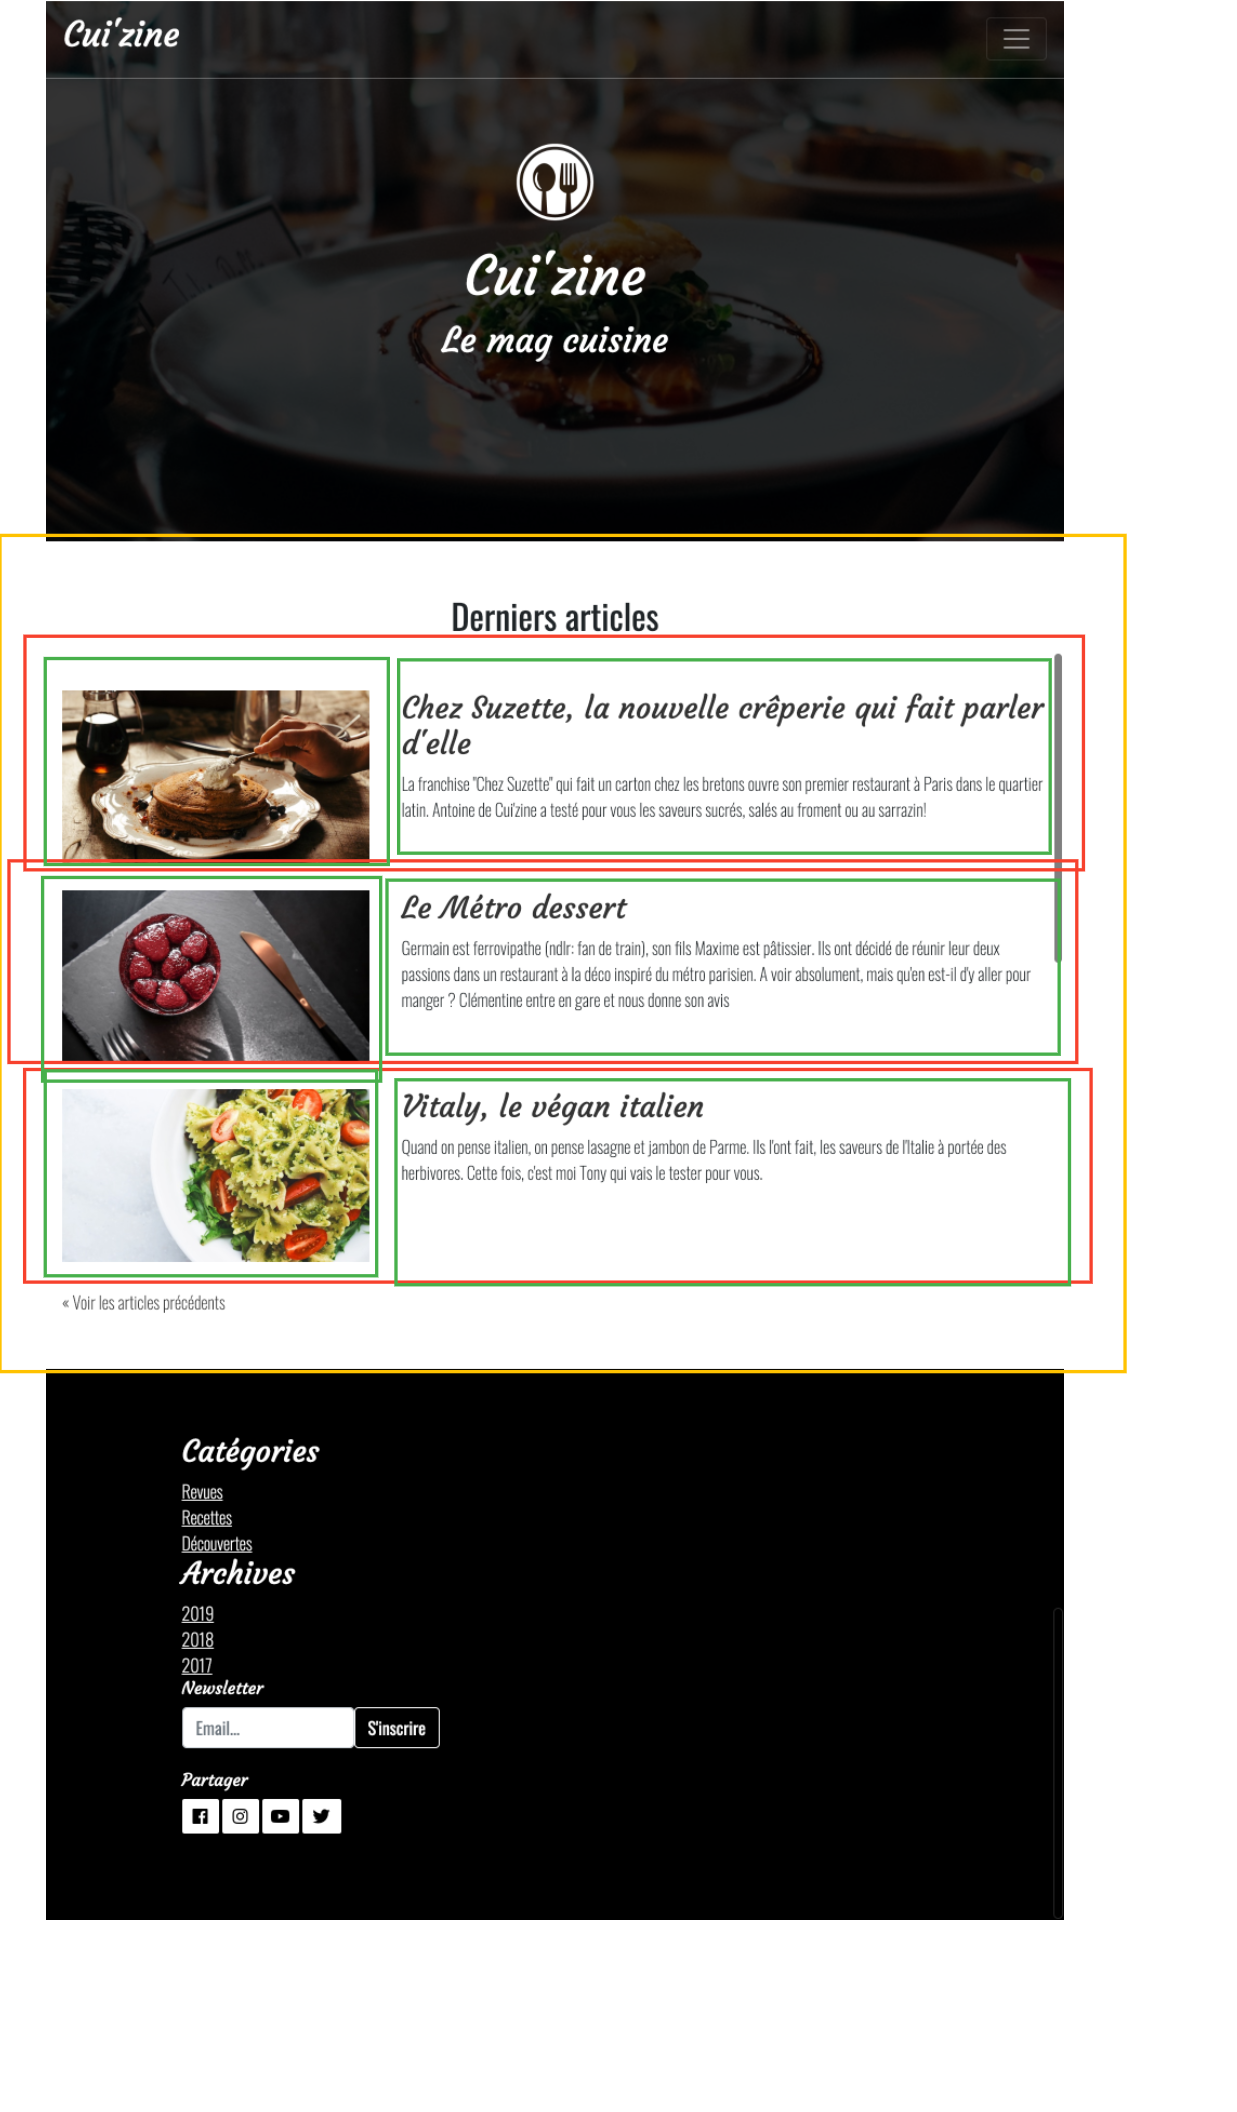 Cui'zine
Cui'zine
Le mag cuisine
Derniers articles
Chez Suzette, la nouvelle crêperie qui fait parler
d'elle
La franchise "Chez Suzette" qui fait un carton chez les bretons ouvre son premier restaurant à Paris dans le quartier
latin. Antoine de Cui'zine a testé pour vous les saveurs sucrés, salés au froment ou au sarrazin!
Le Métro dessert
Germain est ferrovipathe (ndlr: fan de train), son fils Maxime est pâtissier. Ils ont décidé de réunir leur deux
passions dans un restaurant à la déco inspiré du métro parisien. A voir absolument, mais qu'en est-il d'y aller pour
manger ? Clémentine entre en gare et nous donne son avis
Vitaly, le végan italien
Quand on pense italien, on pense lasagne et jambon de Parme. Ils l'ont fait, les saveurs de l'Italie à portée des
herbivores. Cette fois, c'est moi Tony qui vais le tester pour vous.
« Voir les articles précédents
Catégories
Revues
Recettes
Découvertes
Archives
2019
2018
2017
Newsletter
Email...
S'inscrire
Partager